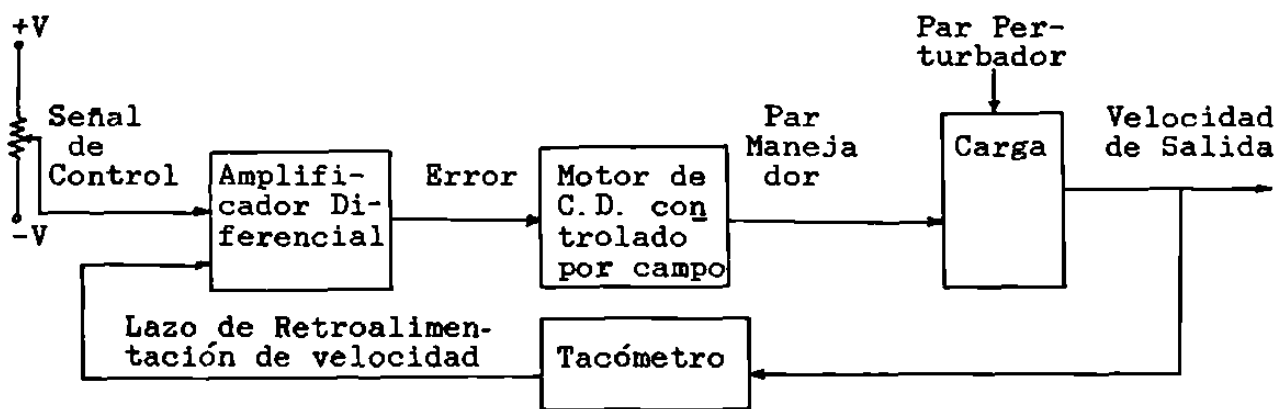 +V
Señal
de
Control
-V
Amplifi-
cador Di-
ferencial
Error
Motor de
C.D. con
trolado
por campo
Par
Maneja
dor
Par Per-
turbador
Carga
Velocidad
de Salida
Lazo de Retroalimen-
tación de velocidad
Tacómetro